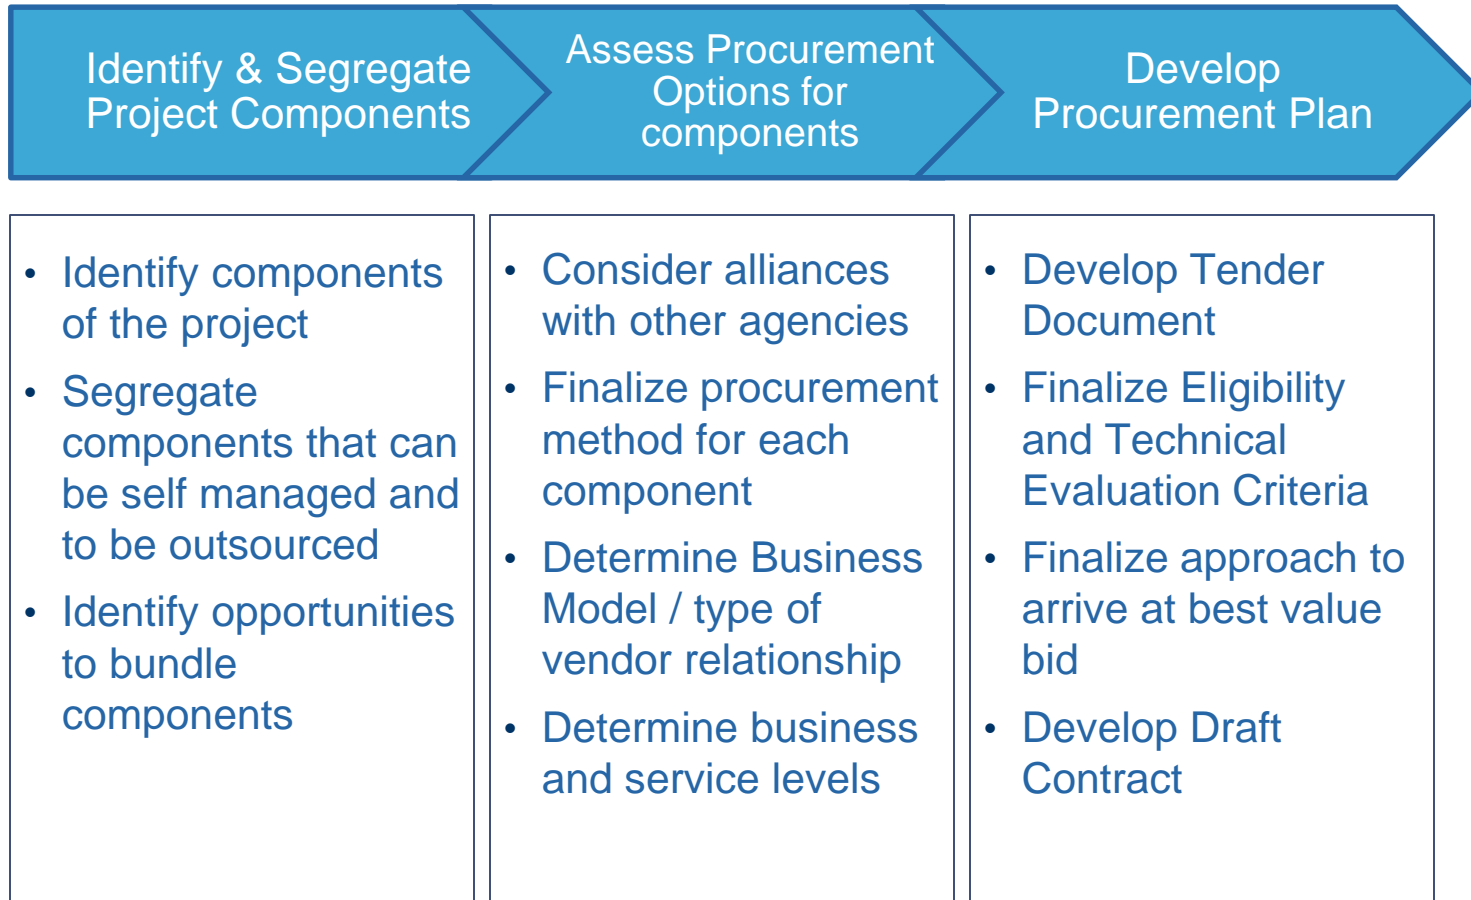 Identify & Segregate
Project Components
Assess Procurement
Options for
components
Develop
Procurement Plan
• Identify components
of the project
• Segregate
components that can
be self managed and
to be outsourced
• Identify opportunities
to bundle
components
• Consider alliances
with other agencies
• Finalize procurement
method for each
component
• Determine Business
Model / type of
vendor relationship
• Determine business
and service levels
• Develop Tender
Document
• Finalize Eligibility
and Technical
Evaluation Criteria
• Finalize approach to
arrive at best value
bid
• Develop Draft
Contract